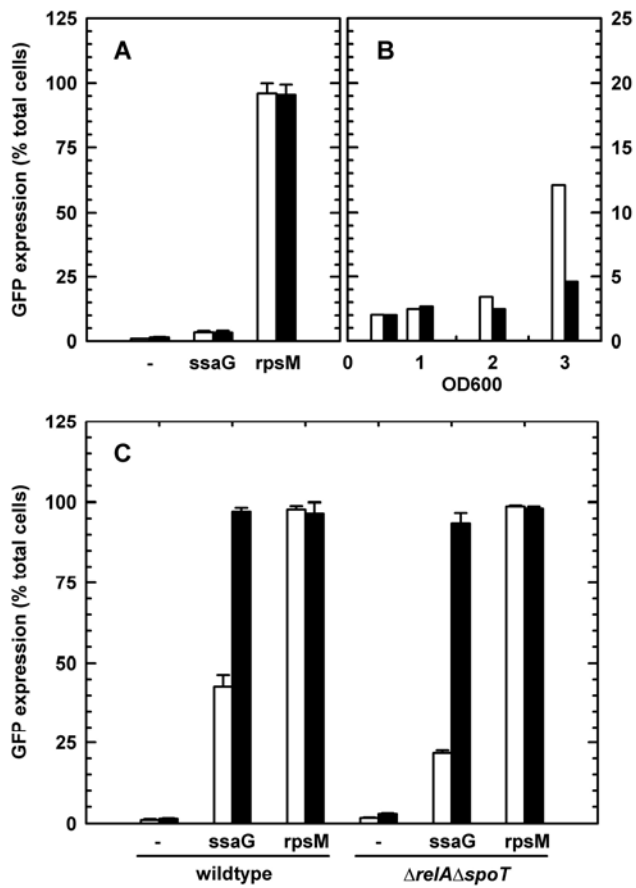 GFP expression (% total cells)
125
100
75
50
25
0
A
- ssaG rpsM
B
25
20
15
10
5
0
0 1 2 3
OD600
GFP expression (% total cells)
125
100
75
50
25
0
C
- ssaG rpsM - ssaG rpsM
wildtype ΔrelAΔspoT